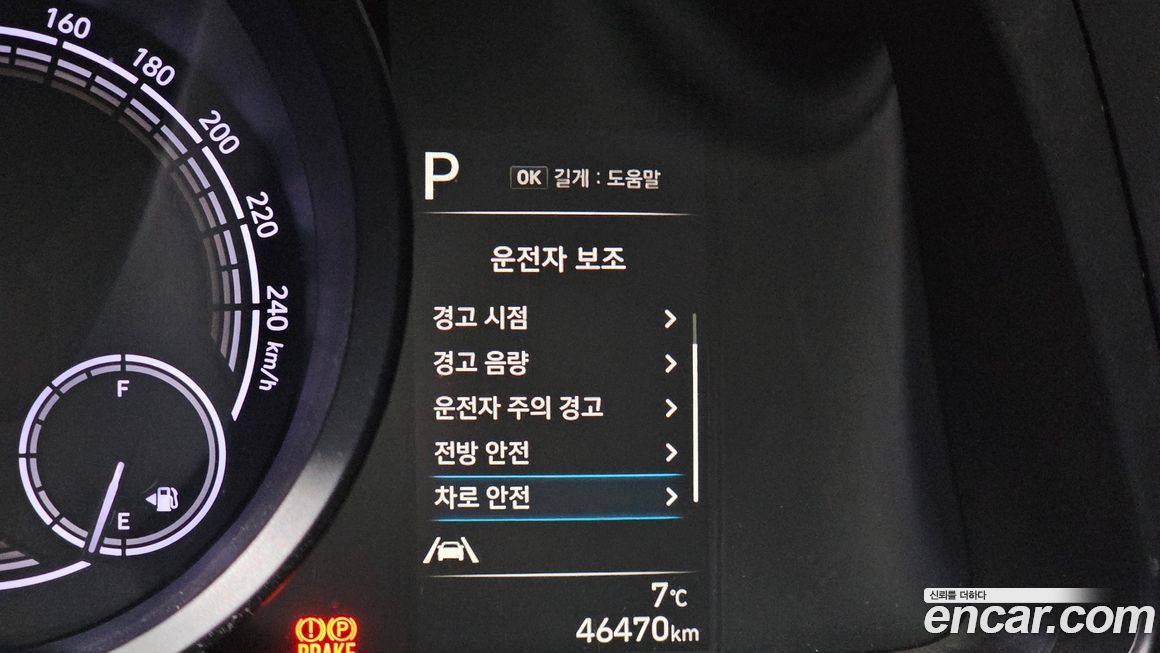 160
180
200
220
240
km/h
F
E
P
OK 길게 : 도움말
운전자 보조
경고 시점
경고 음량
운전자 주의 경고
전방 안전
차로 안전
7℃
46470km
(P)
BRAKE
신뢰를 더하다
encar.com